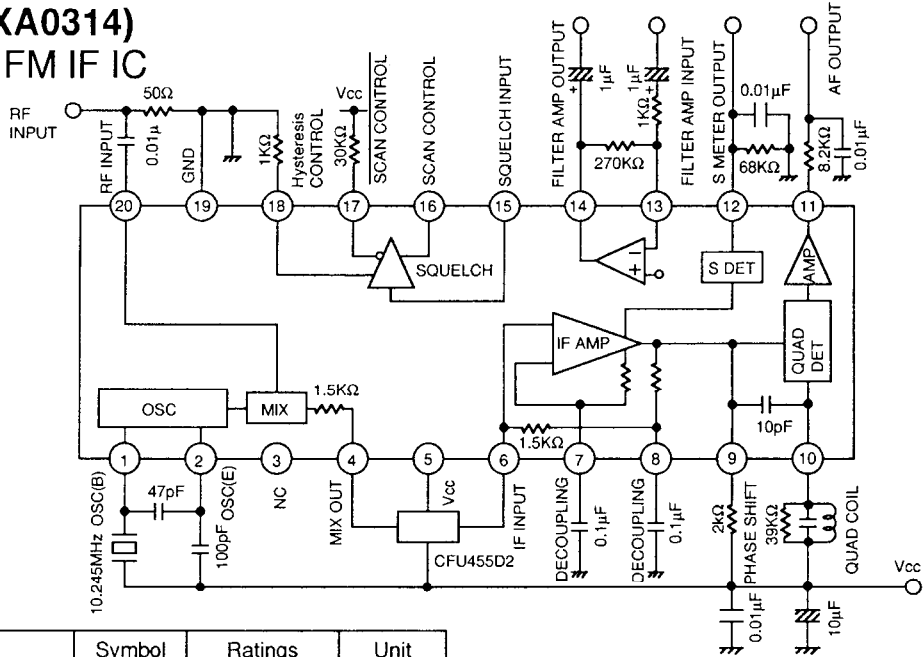 XA0314)
FM IF IC
RF
INPUT
50Ω
RF INPUT
0.01μ
GND
1KΩ
Hysteresis
CONTROL
Vcc
30KΩ
SCAN CONTROL
SCAN CONTROL
SQUELCH INPUT
FILTER AMP OUTPUT
+
1μF
1μF
+
1KΩ
270KΩ
FILTER AMP INPUT
S METER OUTPUT
0.01μF
68KΩ
AF OUTPUT
8.2KΩ
0.01μF
20
19
18
17
16
15
14
13
12
11
SQUELCH
+
−
S DET
AMP
IF AMP
QUAD
DET
OSC
MIX
1.5KΩ
1.5KΩ
10pF
1
2
3
4
5
6
7
8
9
10
10.245MHz OSC(B)
47pF
100pF
OSC(E)
NC
MIX OUT
Vcc
CFU455D2
IF INPUT
DECOUPLING
0.1μF
DECOUPLING
0.1μF
2KΩ
PHASE SHIFT
39KΩ
QUAD COIL
Vcc
0.01μF
10μF
Symbol
Ratings
Unit